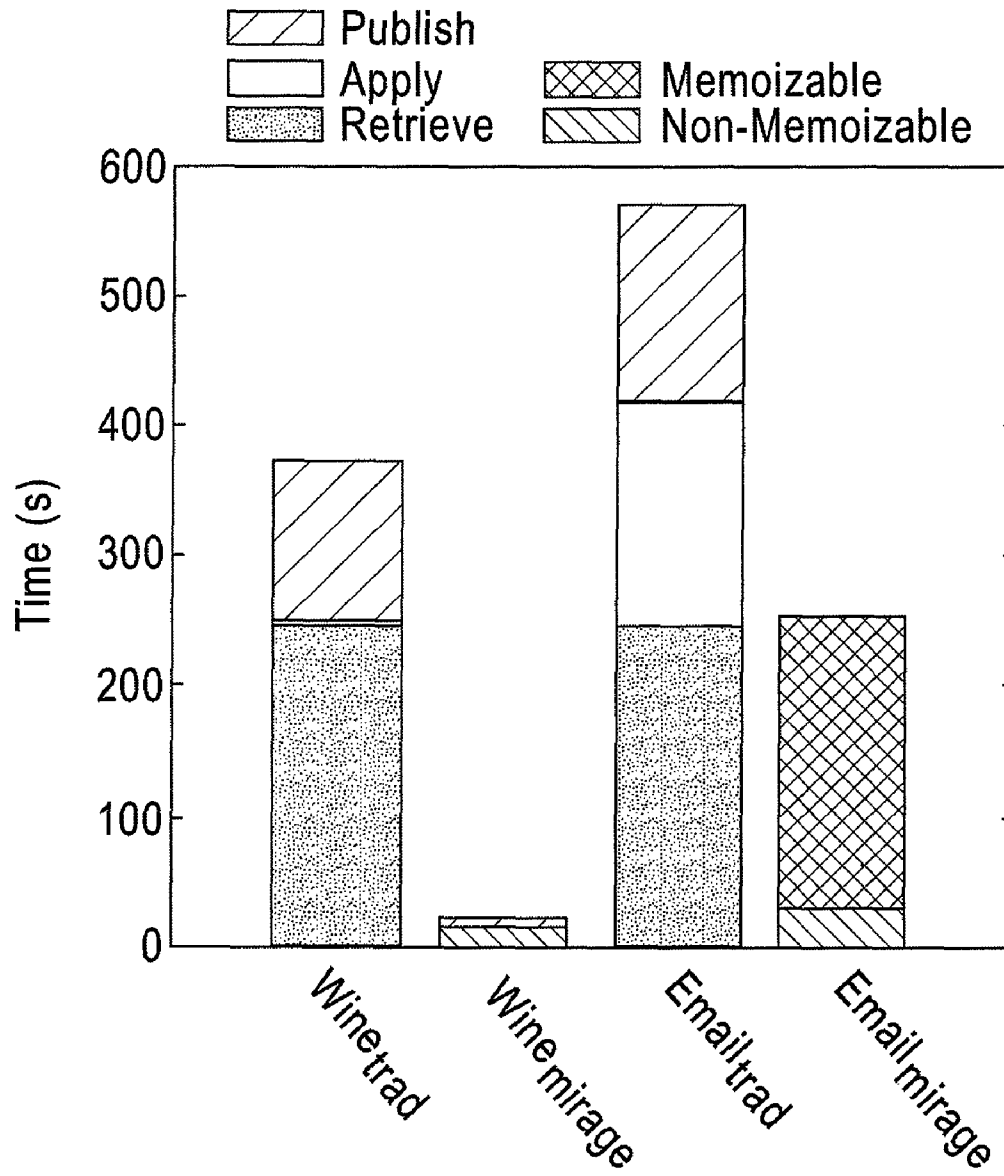 Publish
Apply
Retrieve
Memoizable
Non-Memoizable
600
500
400
300
200
100
0
Time (s)
Wine trad
Wine mirage
Email trad
Email mirage